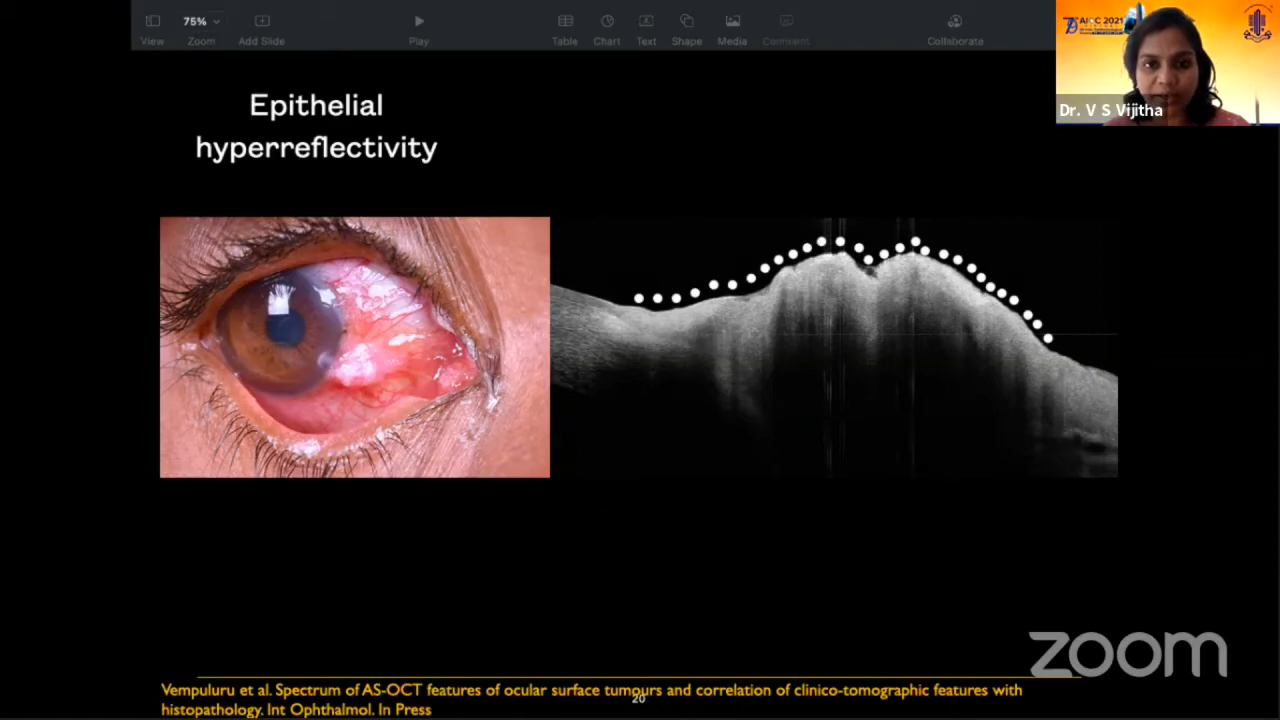 75%
View
Zoom
Add Slide
Play
Table
Chart
Text
Shape
Media
Comment
Collaborate
AIOC 2021
Dr. V S Vijitha
Epithelial
hyperreflectivity
zoom
Vempuluru et al. Spectrum of AS-OCT features of ocular surface tumours and correlation of clinico-tomographic features with
histopathology. Int Ophthalmol. In Press
20